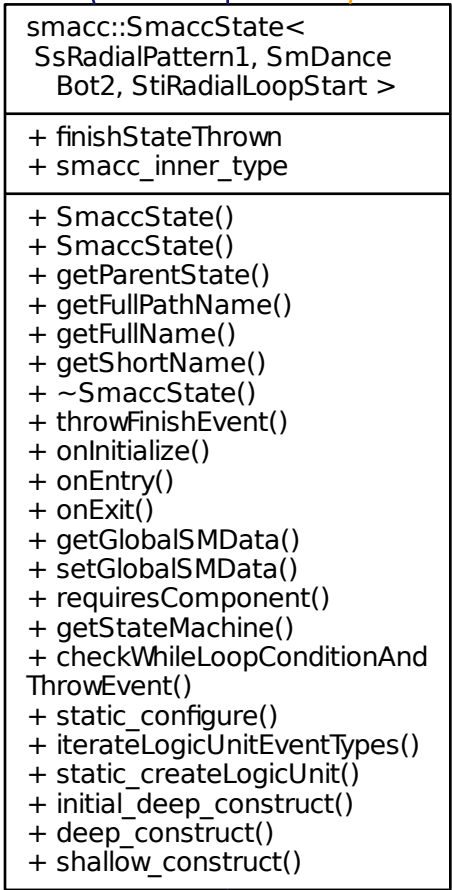 smacc::SmaccState<
SsRadialPattern1, SmDance
Bot2, StiRadialLoopStart >
+ finishStateThrown
+ smacc_inner_type
+ SmaccState()
+ SmaccState()
+ getParentState()
+ getFullPathName()
+ getFullName()
+ getShortName()
+ ~SmaccState()
+ throwFinishEvent()
+ onInitialize()
+ onEntry()
+ onExit()
+ getGlobalSMData()
+ setGlobalSMData()
+ requiresComponent()
+ getStateMachine()
+ checkWhileLoopConditionAnd
ThrowEvent()
+ static_configure()
+ iterateLogicUnitEventTypes()
+ static_createLogicUnit()
+ initial_deep_construct()
+ deep_construct()
+ shallow_construct()